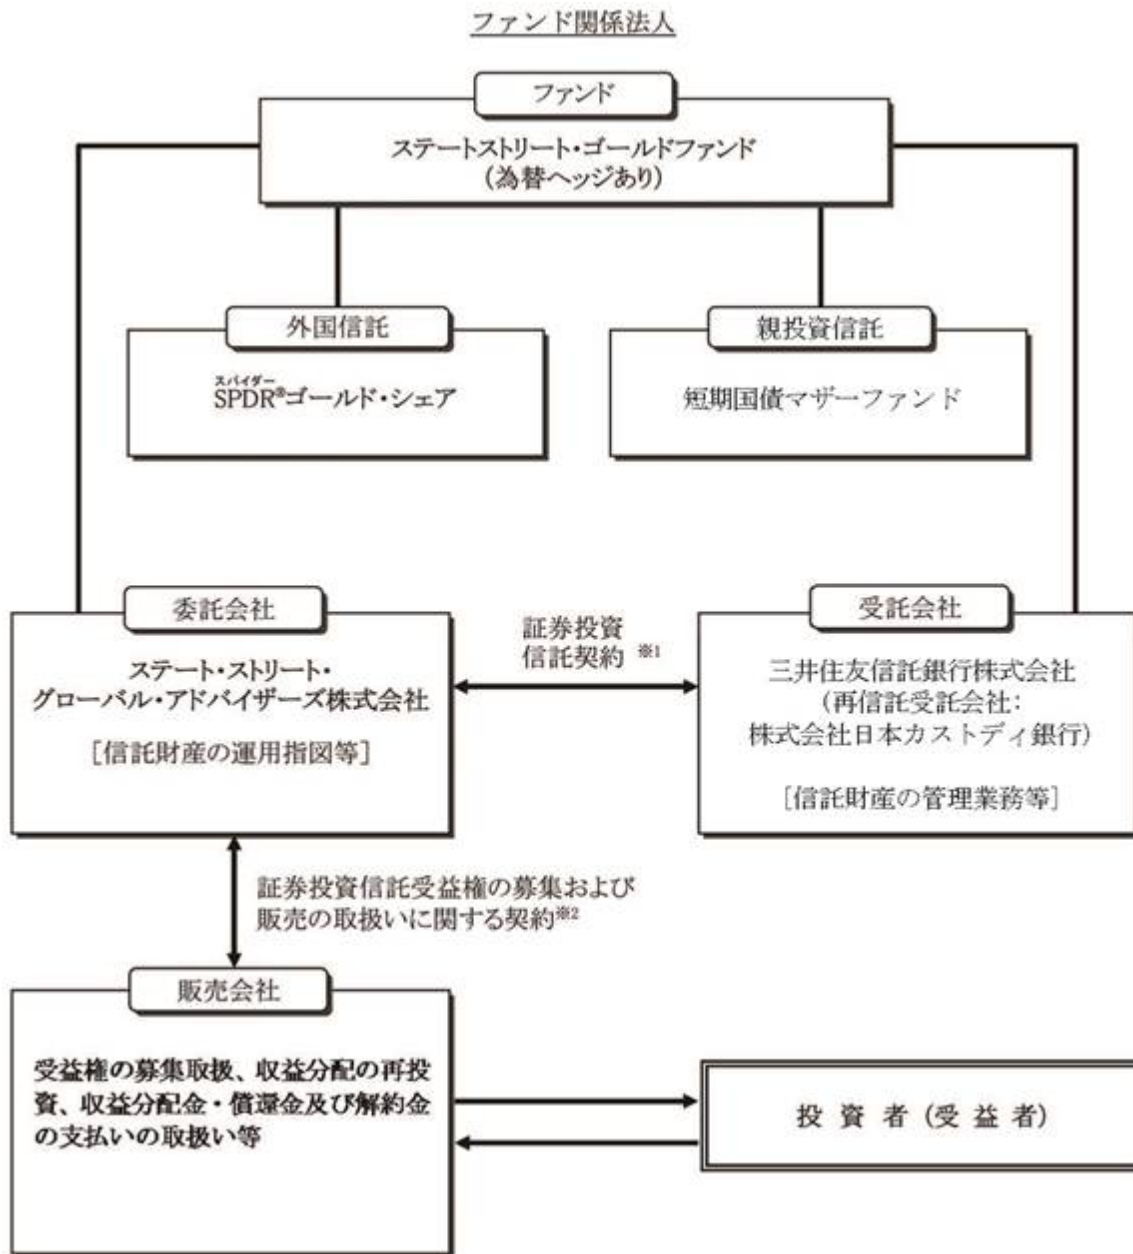 ファンド関係法人
ファンド
ステートストリート・ゴールドファンド
(為替ヘッジあり)
外国信託
スパイダー
SPDR®ゴールド・シェア
親投資信託
短期国債マザーファンド
委託会社
ステート・ストリート・
グローバル・アドバイザーズ株式会社
[信託財産の運用指図等]
証券投資
信託契約 ※1
受託会社
三井住友信託銀行株式会社
(再信託受託会社:
株式会社日本カストディ銀行)
[信託財産の管理業務等]
証券投資信託受益権の募集および
販売の取扱いに関する契約※2
販売会社
受益権の募集取扱、収益分配の再投
資、収益分配金・償還金及び解約金
の支払いの取扱い等
投 資 者 (受 益 者)